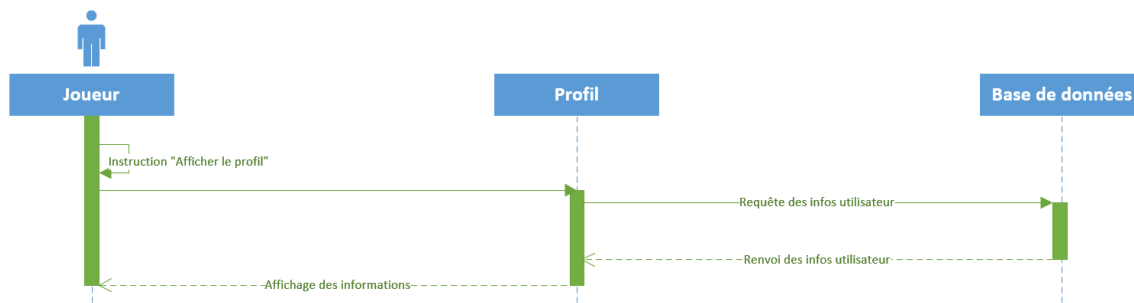 Joueur
Profil
Base de données
Instruction "Afficher le profil"
Requête des infos utilisateur
Renvoi des infos utilisateur
Affichage des informations